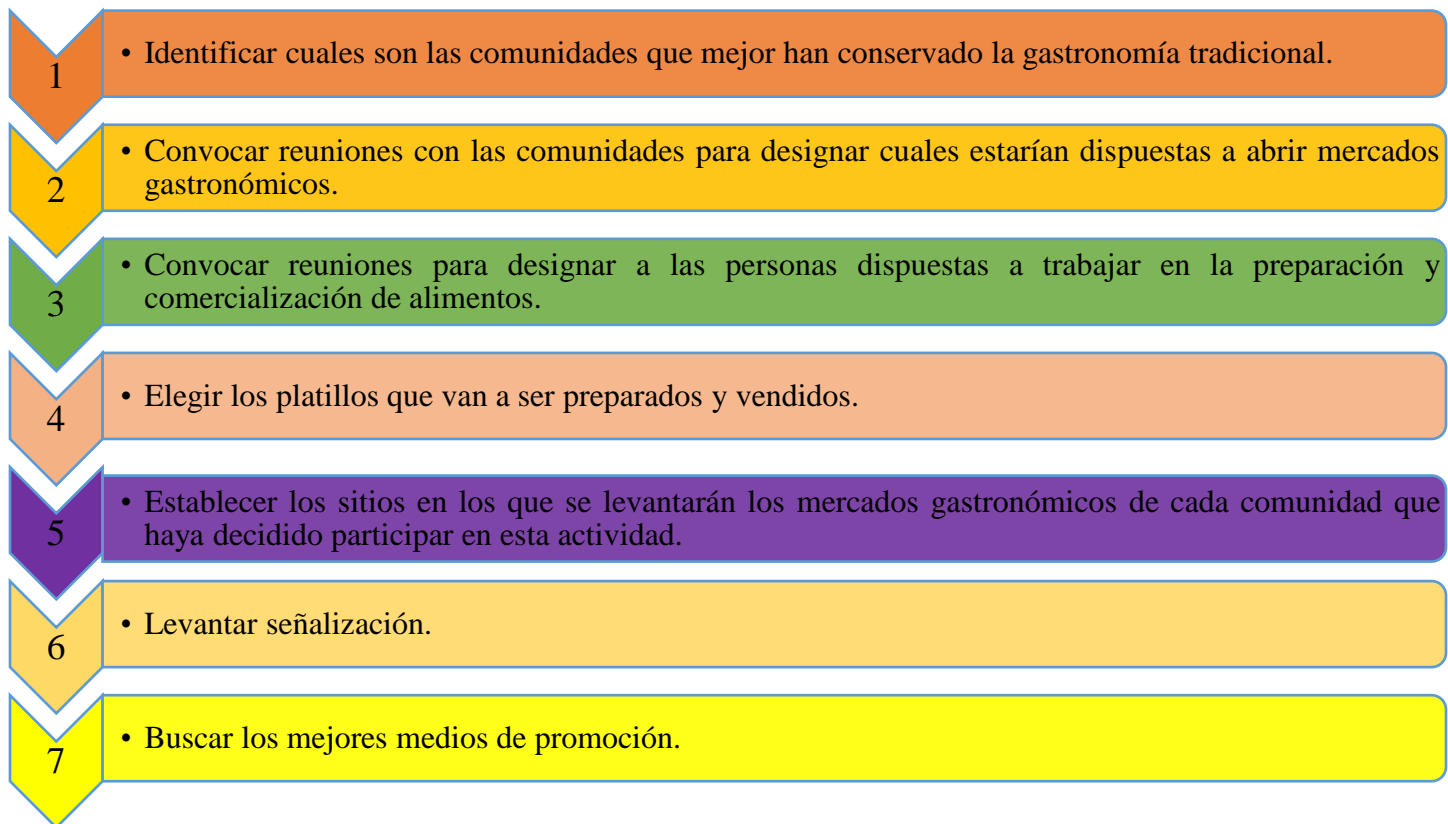 1
• Identificar cuales son las comunidades que mejor han conservado la gastronomía tradicional.
2
• Convocar reuniones con las comunidades para designar cuales estarían dispuestas a abrir mercados
gastronómicos.
3
• Convocar reuniones para designar a las personas dispuestas a trabajar en la preparación y
comercialización de alimentos.
4
• Elegir los platillos que van a ser preparados y vendidos.
5
• Establecer los sitios en los que se levantarán los mercados gastronómicos de cada comunidad que
haya decidido participar en esta actividad.
6
• Levantar señalización.
7
• Buscar los mejores medios de promoción.